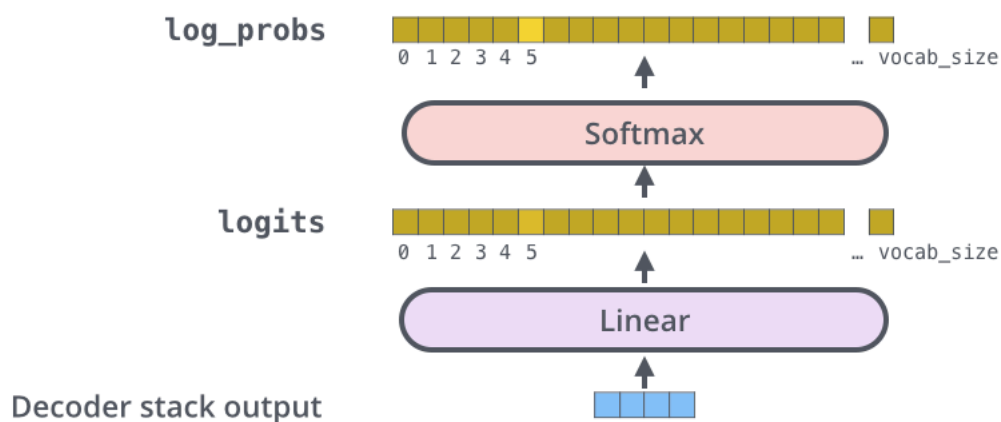 log_probs
0 1 2 3 4 5 … vocab_size
Softmax
logits
0 1 2 3 4 5 … vocab_size
Linear
Decoder stack output